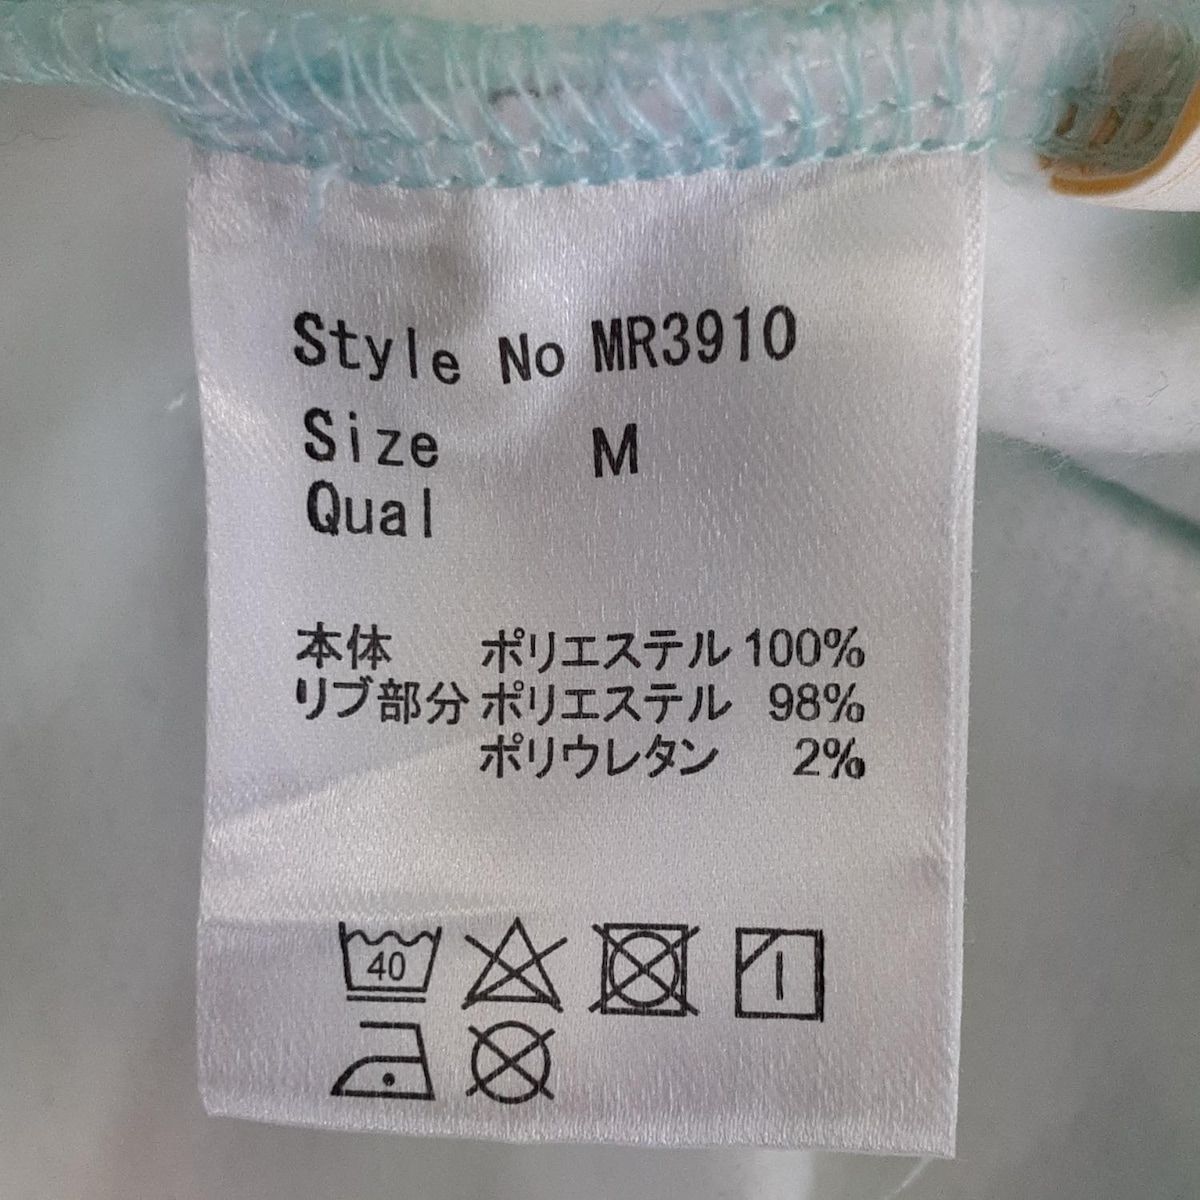 Style No MR3910
Size M
Qual
本体 ポリエステル 100%
リブ部分 ポリエステル 98%
ポリウレタン 2%
40